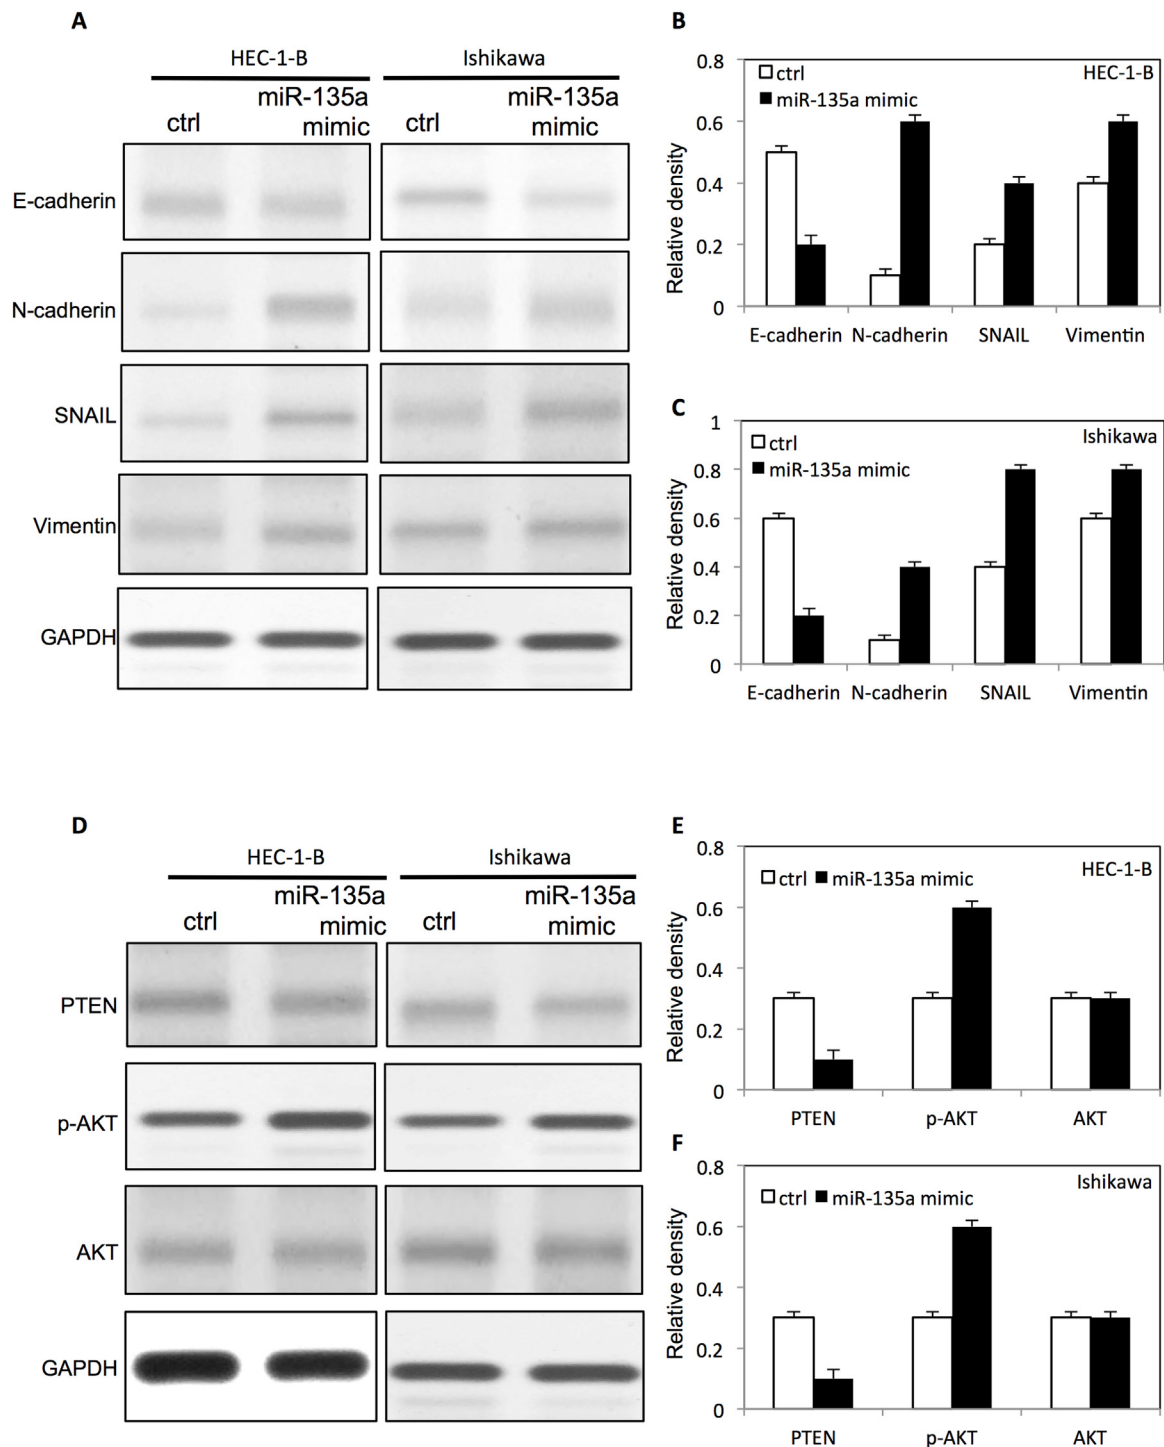 A
HEC-1-B
Ishikawa
miR-135a
mimic
ctrl
miR-135a
mimic
ctrl
E-cadherin
N-cadherin
SNAIL
Vimentin
GAPDH
B
0.8
0.6
0.4
0.2
0
Relative density
ctrl
miR-135a mimic
HEC-1-B
E-cadherin N-cadherin SNAIL Vimentin
C
1
0.8
0.6
0.4
0.2
0
Relative density
ctrl
miR-135a mimic
Ishikawa
E-cadherin N-cadherin SNAIL Vimentin
D
HEC-1-B
Ishikawa
miR-135a
mimic
ctrl
miR-135a
mimic
ctrl
PTEN
p-AKT
AKT
GAPDH
E
0.8
0.6
0.4
0.2
0
Relative density
ctrl miR-135a mimic
HEC-1-B
PTEN p-AKT AKT
F
0.8
0.6
0.4
0.2
0
Relative density
ctrl miR-135a mimic
Ishikawa
PTEN p-AKT AKT